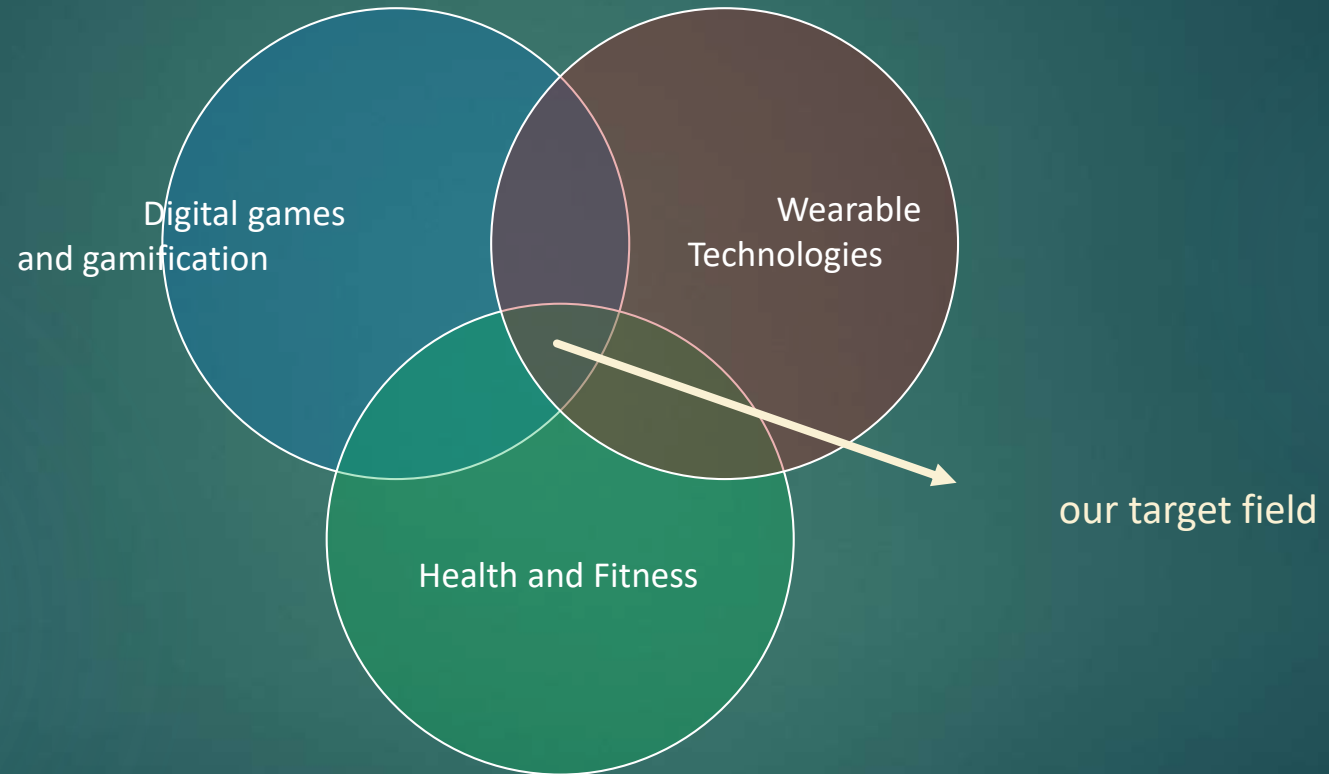 Digital games
and gamification
Wearable
Technologies
our target field
Health and Fitness